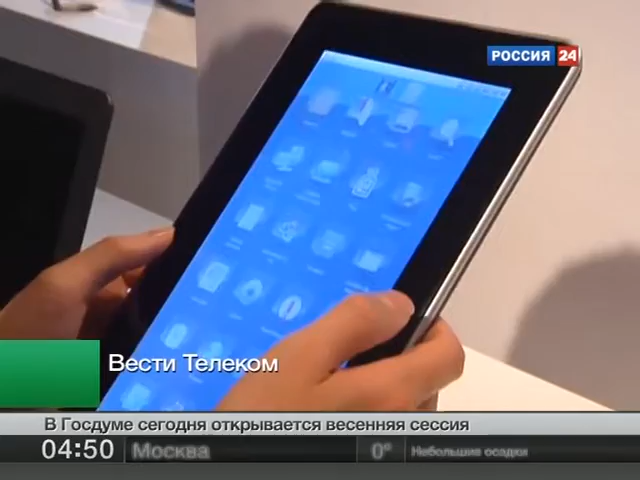 РОССИЯ 24
Вести Телеком
В Госдуме сегодня открывается весенняя сессия
04:50 Москва 0° Небольшие осадки